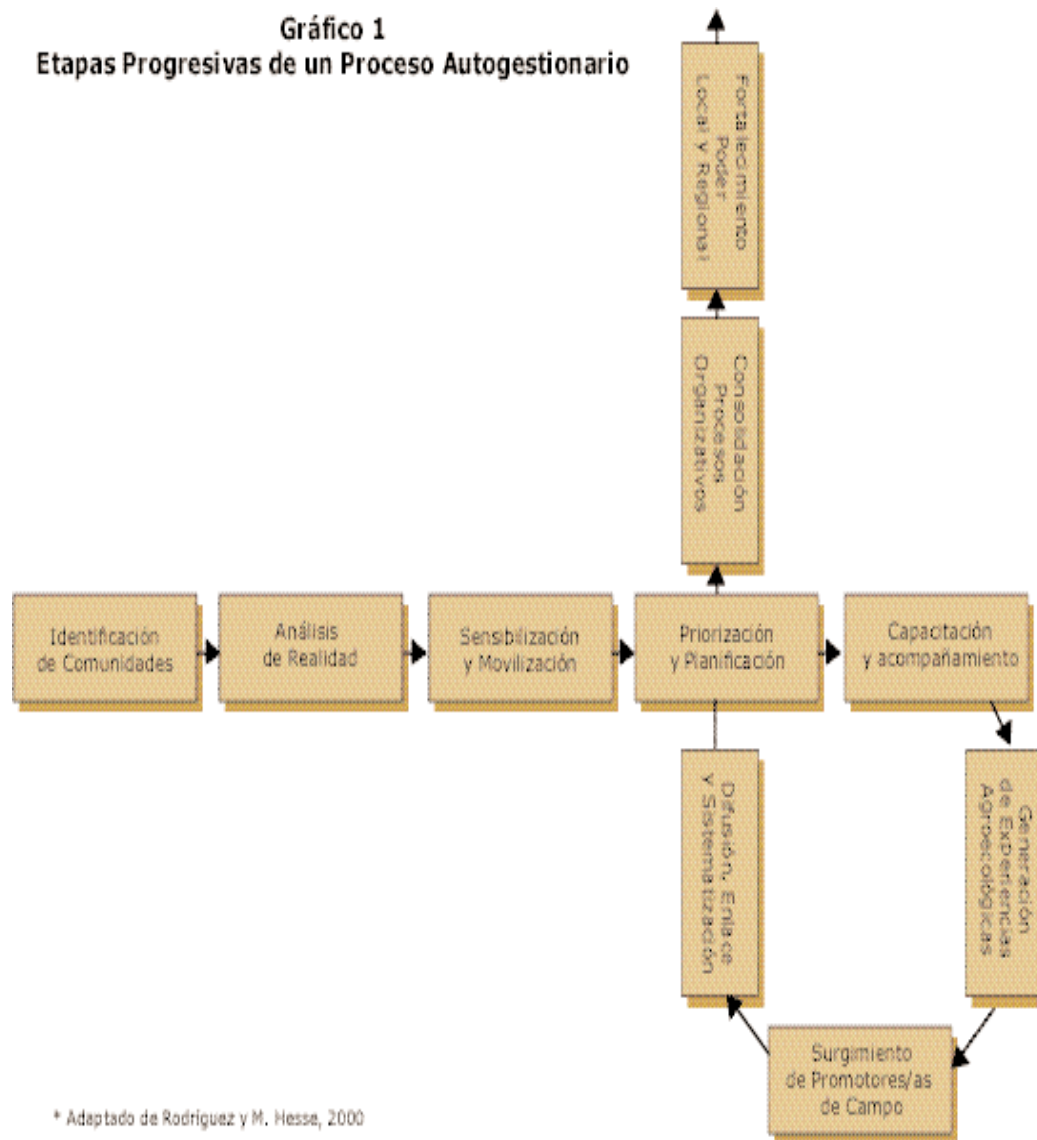 Gráfico 1
Etapas Progresivas de un Proceso Autogestionario
Fortalecimiento
Poder
Local y Regional
Consolidación
Procesos
Organizativos
Identificación
de Comunidades
Análisis
de Realidad
Sensibilización
y Movilización
Priorización
y Planificación
Capacitación
y acompañamiento
Difusión, Enlace
y Sistematización
Generación
de Experiencias
Agroecológicas
Surgimiento
de Promotores/as
de Campo
* Adaptado de Rodríguez y M. Hesse, 2000